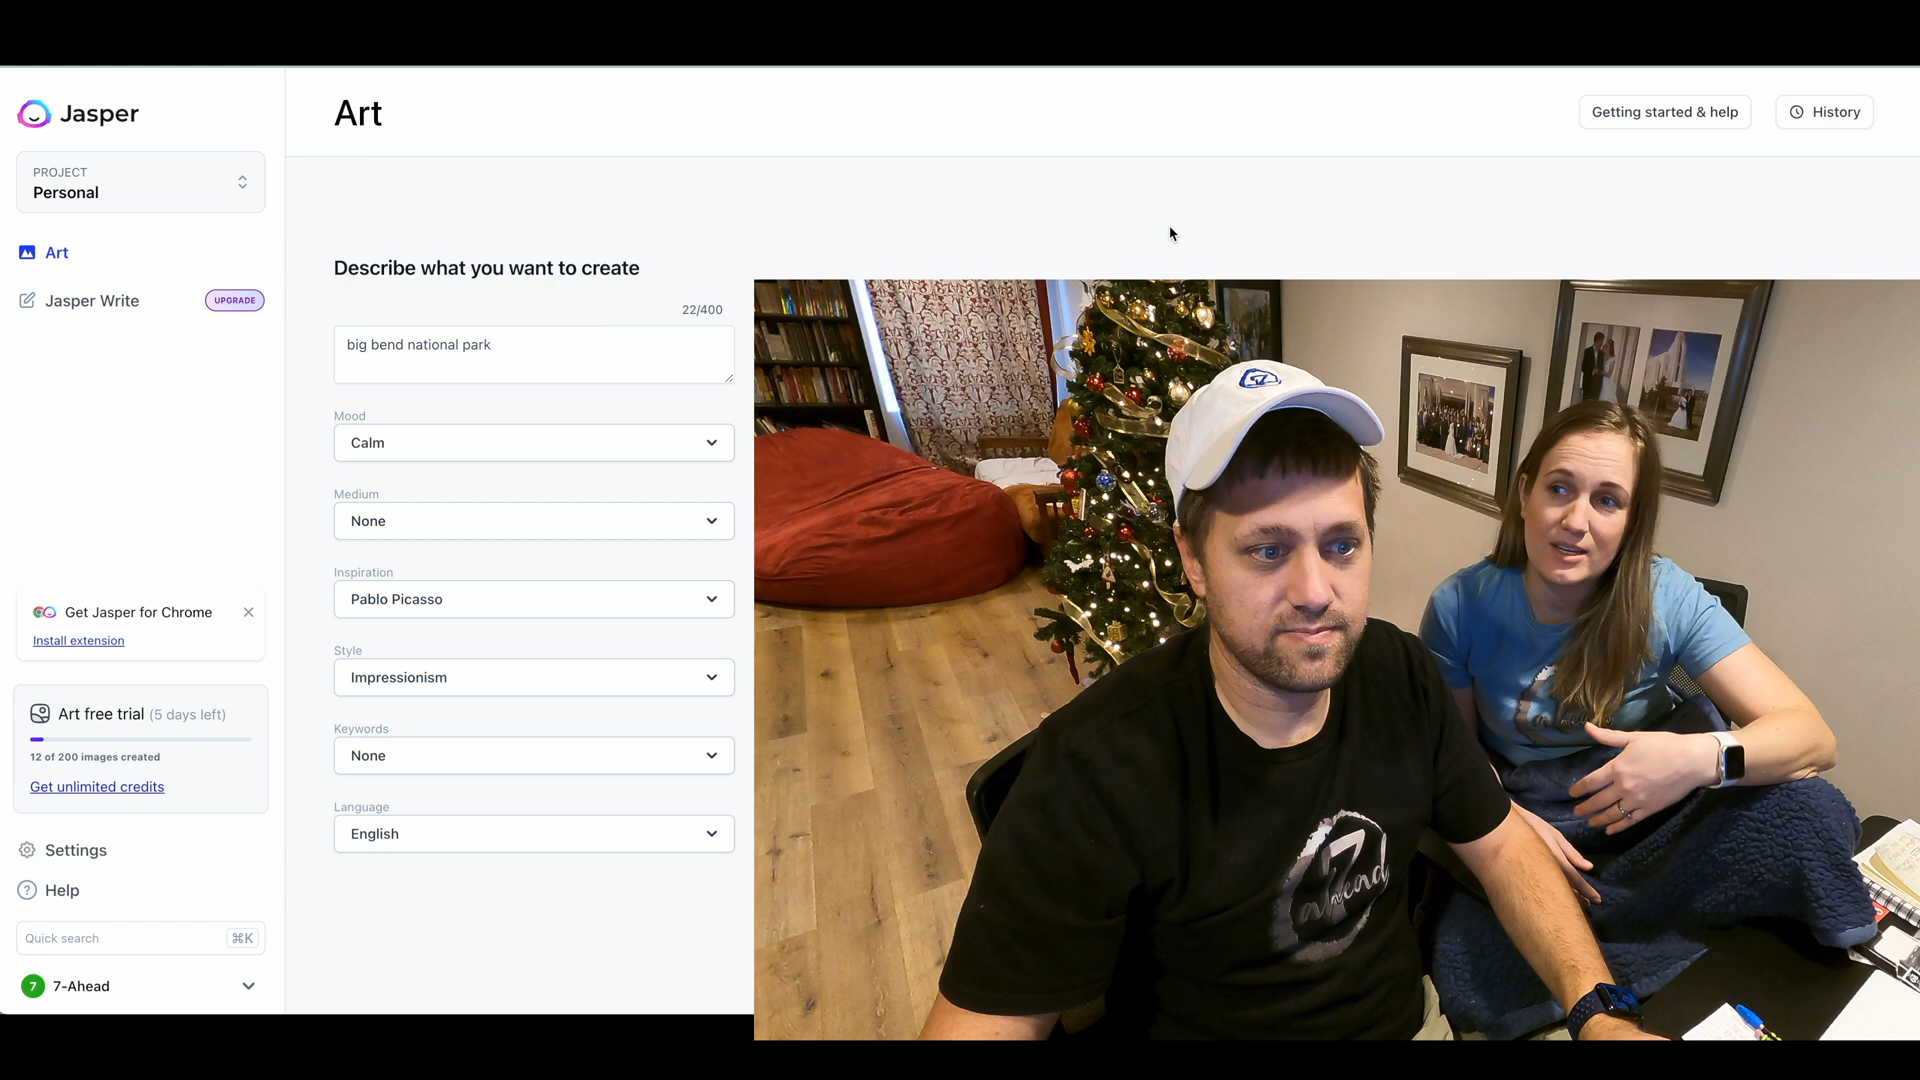 Jasper
Art
Getting started & help
History
PROJECT
Personal
Art
Jasper Write
UPGRADE
Describe what you want to create
22/400
big bend national park
Mood
Calm
Medium
None
Inspiration
Pablo Picasso
Style
Impressionism
Keywords
None
Language
English
Get Jasper for Chrome
Install extension
Art free trial (5 days left)
12 of 200 images created
Get unlimited credits
Settings
Help
Quick search
⌘K
7
7-Ahead
7
7
ahead